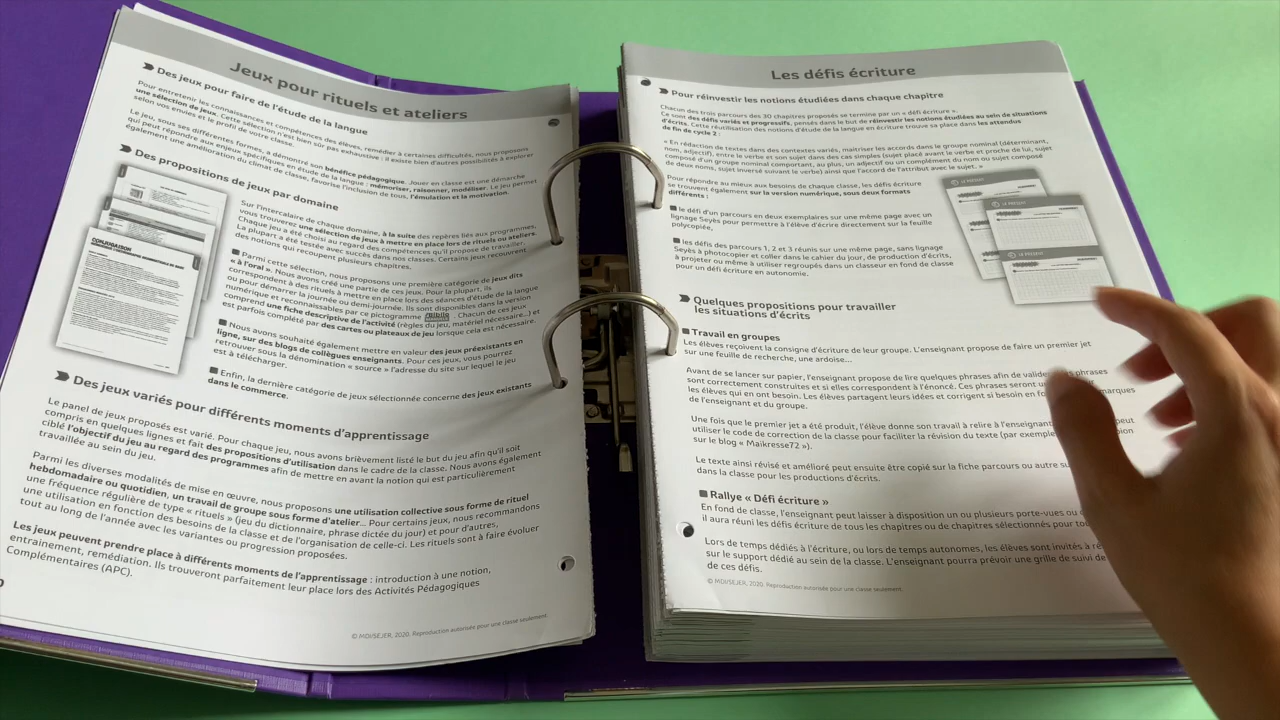 Jeux pour rituels et ateliers
Des jeux pour faire de l'étude de la langue
Pour entretenir les connaissances et compétences des élèves, remédier à certaines difficultés, nous proposons
une sélection de jeux. Cette sélection n'est bien sûr pas exhaustive : il existe bien d'autres possibilités à explorer
selon vos envies et le profil de votre classe.
Le jeu, sous ses différentes formes, a démontré son bénéfice pédagogique. Jouer en classe est une démarche
qui peut répondre aux enjeux spécifiques en étude de la langue : mémoriser, raisonner, modéliser. Le jeu permet
également une amélioration du climat de classe, favorise l'inclusion de tous, l'émulation et la motivation.
Des propositions de jeux par domaine
CONJUGAISON
Sur l'intercalaire de chaque domaine, à la suite des repères liés aux programmes,
vous trouverez une sélection de jeux à mettre en place lors de rituels ou ateliers.
Chaque jeu a été choisi au regard des compétences qu'il propose de travailler.
La plupart a été testée avec succès dans nos classes. Certains jeux recouvrent
des notions qui recoupent plusieurs chapitres.
Parmi cette sélection, nous proposons une première catégorie de jeux dits
« à l'oral ». Nous avons créé une partie de ces jeux. Pour la plupart, ils
correspondent à des rituels à mettre en place lors des séances d'étude de la langue
ou pour démarrer la journée ou demi-journée. Ils sont disponibles dans la version
numérique et reconnaissables par ce pictogramme Biblio . Chacun de ces jeux
comprend une fiche descriptive de l'activité (règles du jeu, matériel nécessaire...) et
est parfois complété par des cartes ou plateaux de jeu lorsque cela est nécessaire.
Nous avons souhaité également mettre en valeur des jeux préexistants en
ligne, sur des blogs de collègues enseignants. Pour ces jeux, vous pourrez
retrouver sous la dénomination « source » l'adresse du site sur lequel le jeu
est à télécharger.
Enfin, la dernière catégorie de jeux sélectionnée concerne des jeux existants
dans le commerce.
Des jeux variés pour différents moments d'apprentissage
Le panel de jeux proposés est varié. Pour chaque jeu, nous avons brièvement listé le but du jeu afin qu'il soit
compris en quelques lignes et fait des propositions d'utilisation dans le cadre de la classe. Nous avons également
ciblé l'objectif du jeu au regard des programmes afin de mettre en avant la notion qui est particulièrement
travaillée au sein du jeu.
Parmi les diverses modalités de mise en œuvre, nous proposons une utilisation collective sous forme de rituel
hebdomadaire ou quotidien, un travail de groupe sous forme d'atelier... Pour certains jeux, nous recommandons
une fréquence régulière de type « rituels » (jeu du dictionnaire, phrase dictée du jour) et pour d'autres,
une utilisation en fonction des besoins de la classe et de l'organisation de celle-ci. Les rituels sont à faire évoluer
tout au long de l'année avec les variantes ou progression proposées.
Les jeux peuvent prendre place à différents moments de l'apprentissage : introduction à une notion,
entrainement, remédiation. Ils trouveront parfaitement leur place lors des Activités Pédagogiques
Complémentaires (APC).
© MDI/SEJER, 2020. Reproduction autorisée pour une classe seulement.
Les défis écriture
Pour réinvestir les notions étudiées dans chaque chapitre
Chacun des trois parcours des 30 chapitres proposés se termine par un « défi écriture ».
Ce sont des défis variés et progressifs, pensés dans le but de réinvestir les notions étudiées au sein de situations
d'écrits. Cette réutilisation des notions d'étude de la langue en écriture trouve sa place dans les attendus
de fin de cycle 2 :
« En rédaction de textes dans des contextes variés, maitriser les accords dans le groupe nominal (déterminant,
nom, adjectif), entre le verbe et son sujet dans des cas simples (sujet placé avant le verbe et proche de lui, sujet
composé d'un groupe nominal comportant, au plus, un adjectif ou un complément du nom ou sujet composé
de deux noms, sujet inversé suivant le verbe) ainsi que l'accord de l'attribut avec le sujet. »
Pour répondre au mieux aux besoins de chaque classe, les défis écriture
se trouvent également sur la version numérique, sous deux formats
différents :
le défi d'un parcours en deux exemplaires sur une même page avec un
lignage Seyès pour permettre à l'élève d'écrire directement sur la feuille
polycopiée,
les défis des parcours 1, 2 et 3 réunis sur une même page, sans lignage
Seyès à photocopier et coller dans le cahier du jour, de production d'écrits,
à projeter ou même à utiliser regroupés dans un classeur en fond de classe
pour un défi écriture en autonomie.
LE PRÉSENT
LE PRÉSENT
LE PRÉSENT
Quelques propositions pour travailler
les situations d'écrits
Travail en groupes
Les élèves reçoivent la consigne d'écriture de leur groupe. L'enseignant propose de faire un premier jet
sur une feuille de recherche, une ardoise...
Avant de se lancer sur papier, l'enseignant propose de lire quelques phrases afin de valider phrases
sont correctement construites et si elles correspondent à l'énoncé. Ces phrases seront
les élèves qui en ont besoin. Les élèves partagent leurs idées et corrigent si besoin en remarques
de l'enseignant et du groupe.
Une fois que le premier jet a été produit, l'élève donne son travail à relire à l'enseignant. peut
utiliser le code de correction de la classe pour faciliter la révision du texte (par exemple
sur le blog « Maikresse72 »).
Le texte ainsi révisé et amélioré peut ensuite être copié sur la fiche parcours ou autre
dans la classe pour les productions d'écrits.
Rallye « Défi écriture »
En fond de classe, l'enseignant peut laisser à disposition un ou plusieurs porte-vues ou
il aura réuni les défis écriture de tous les chapitres ou de chapitres sélectionnés pour
Lors de temps dédiés à l'écriture, ou lors de temps autonomes, les élèves sont invités à
sur le support dédié au sein de la classe. L'enseignant pourra prévoir une grille de suivi de
de ces défis.
© MDI/SEJER, 2020. Reproduction autorisée pour une classe seulement.